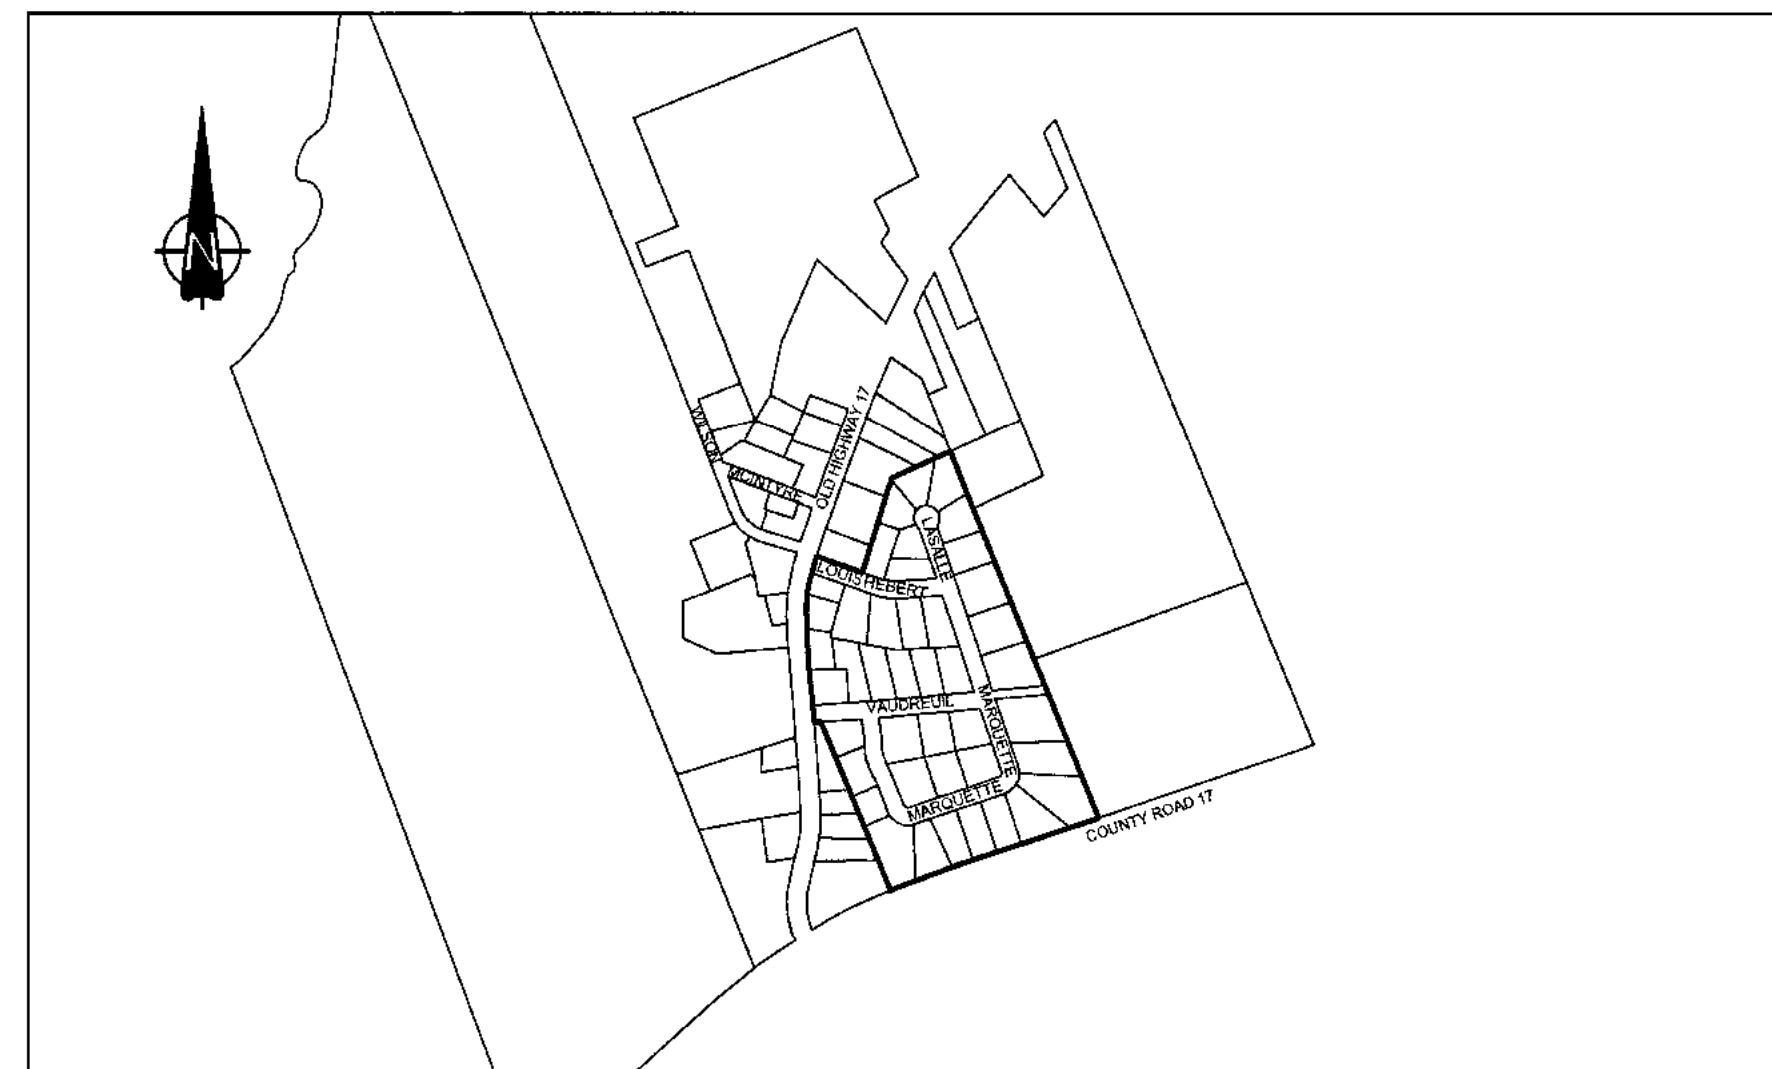 N
OLD HIGHWAY 17
WILSON
MCINTYRE
LASALLE
LOUIS HEBERT
VAUDREUIL
MARQUETTE
MARQUETTE
COUNTY ROAD 17